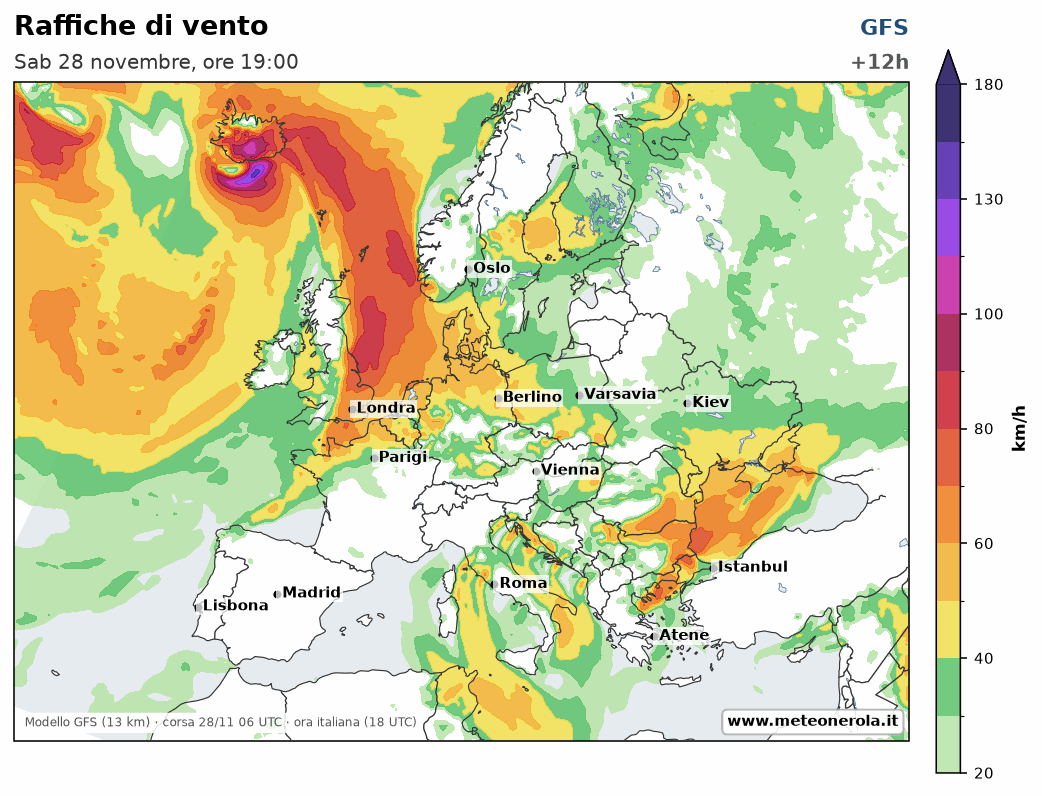 Raffiche di vento
GFS
Sab 28 novembre, ore 19:00
+12h
180
130
100
80
60
40
20
km/h
Oslo
Londra
Berlino
Varsavia
Kiev
Parigi
Vienna
Istanbul
Roma
Madrid
Lisbona
Atene
Modello GFS (13 km) · corsa 28/11 06 UTC · ora italiana (18 UTC)
www.meteonerola.it